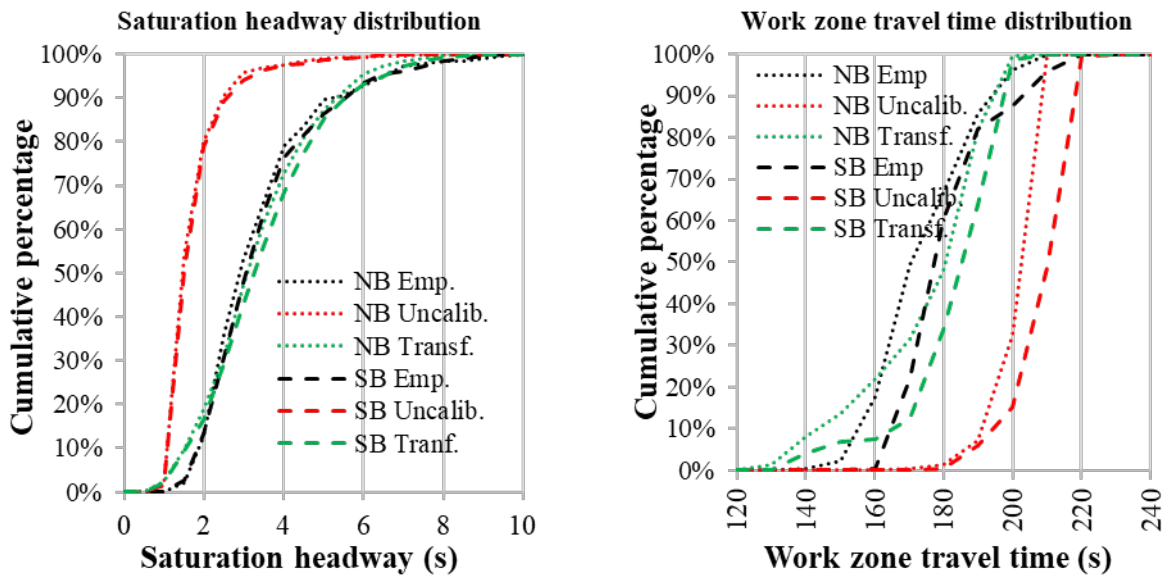 Saturation headway distribution
Cumulative percentage
100%
90%
80%
70%
60%
50%
40%
30%
20%
10%
0%
NB Emp.
NB Uncalib.
NB Transf.
SB Emp.
SB Uncalib.
SB Tranf.
0
2
4
6
8
10
Saturation headway (s)
Work zone travel time distribution
Cumulative percentage
100%
90%
80%
70%
60%
50%
40%
30%
20%
10%
0%
NB Emp
NB Uncalib.
NB Transf.
SB Emp
SB Uncalib.
SB Transf.
120
140
160
180
200
220
240
Work zone travel time (s)